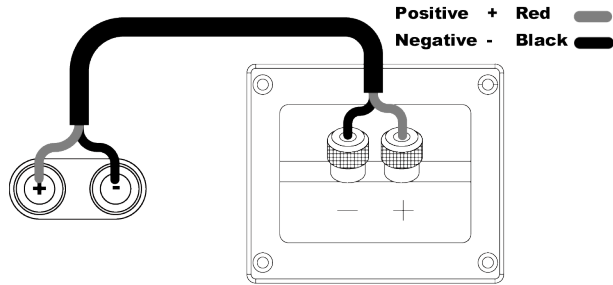 Positive + Red
Negative - Black
+ -
— +